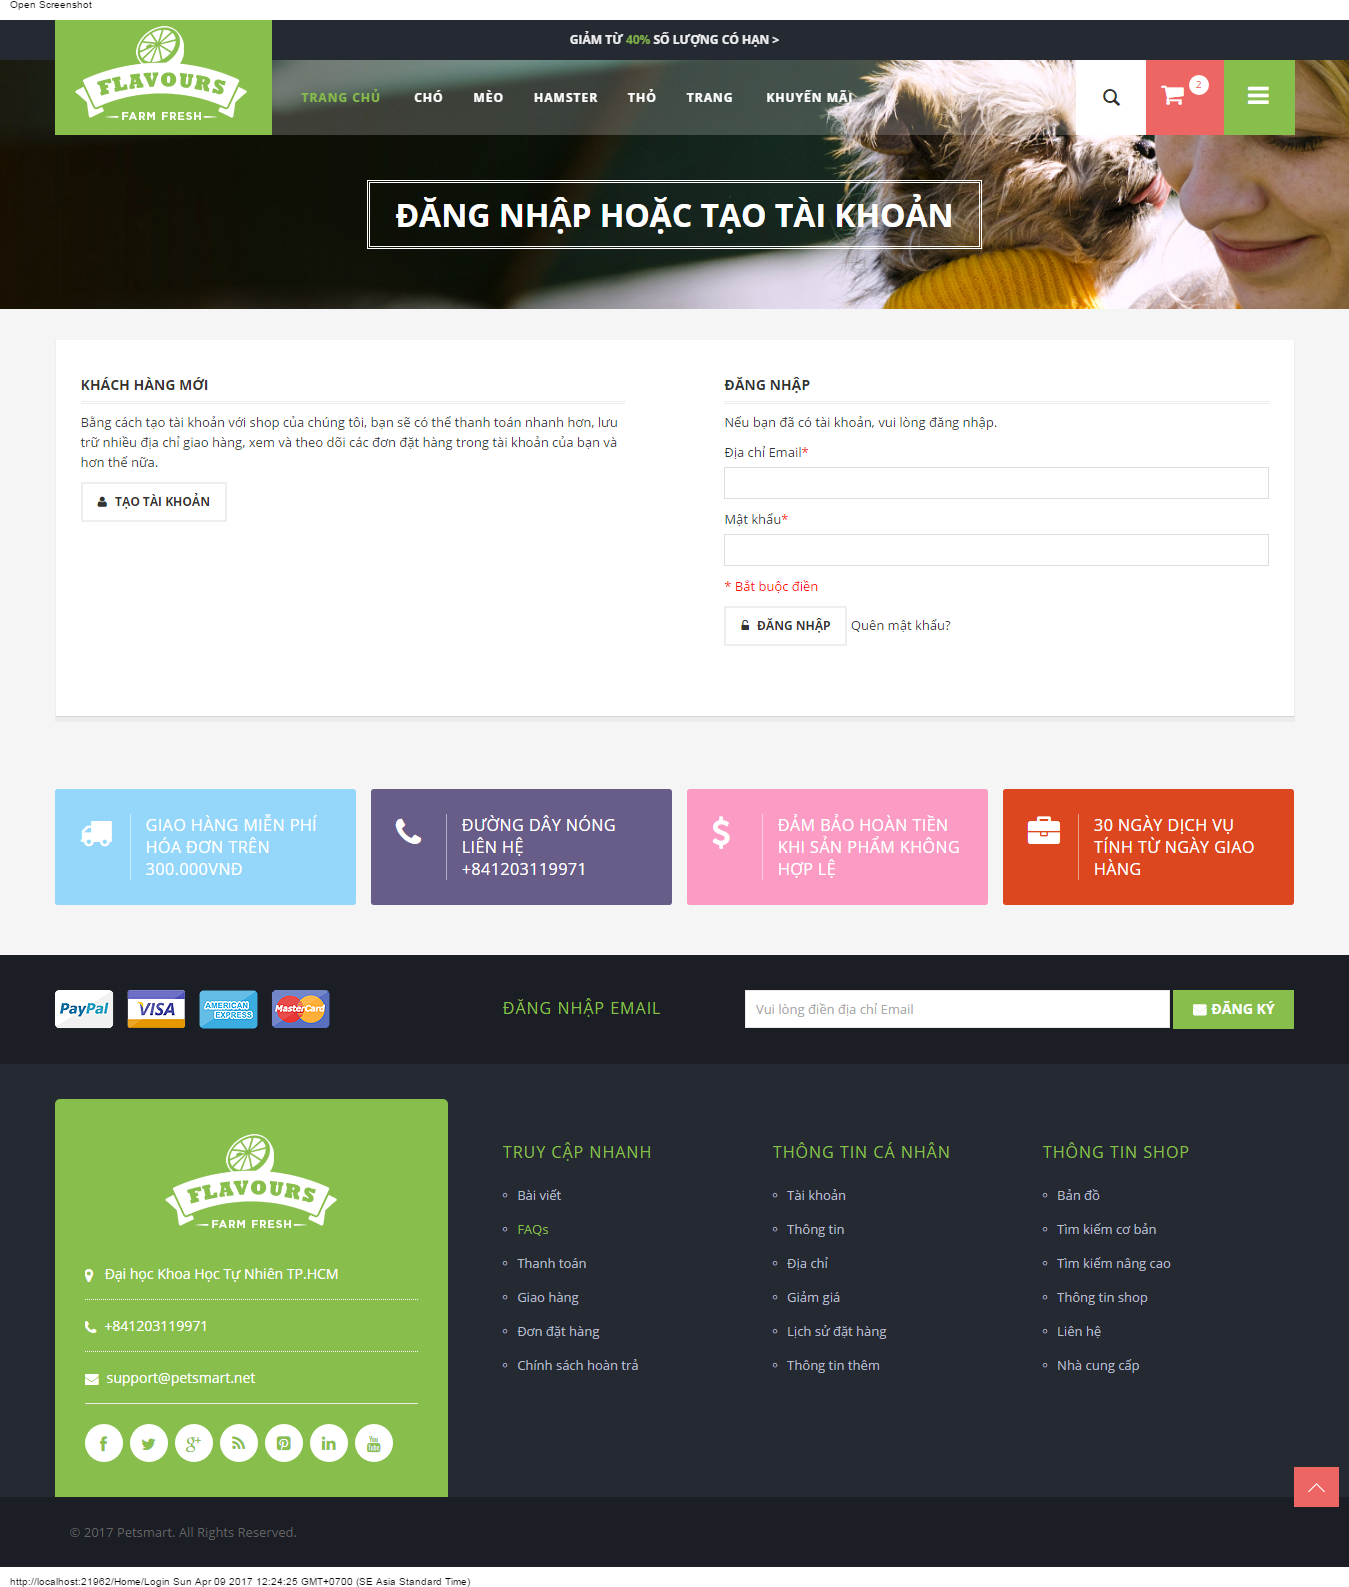 Open Screenshot
GIẢM TỪ 40% SỐ LƯỢNG CÓ HẠN >
FLAVOURS
FARM FRESH
TRANG CHỦ CHÓ MÈO HAMSTER THỎ TRANG KHUYẾN MÃI
2
ĐĂNG NHẬP HOẶC TẠO TÀI KHOẢN
KHÁCH HÀNG MỚI
Bằng cách tạo tài khoản với shop của chúng tôi, bạn sẽ có thể thanh toán nhanh hơn, lưu
trữ nhiều địa chỉ giao hàng, xem và theo dõi các đơn đặt hàng trong tài khoản của bạn và
hơn thế nữa.
TẠO TÀI KHOẢN
ĐĂNG NHẬP
Nếu bạn đã có tài khoản, vui lòng đăng nhập.
Địa chỉ Email*
Mật khẩu*
* Bắt buộc điền
ĐĂNG NHẬP Quên mật khẩu?
GIAO HÀNG MIỄN PHÍ
HÓA ĐƠN TRÊN
300.000VNĐ
ĐƯỜNG DÂY NÓNG
LIÊN HỆ
+841203119971
ĐẢM BẢO HOÀN TIỀN
KHI SẢN PHẨM KHÔNG
HỢP LỆ
30 NGÀY DỊCH VỤ
TÍNH TỪ NGÀY GIAO
HÀNG
PayPal VISA AMERICAN EXPRESS MasterCard
ĐĂNG NHẬP EMAIL
Vui lòng điền địa chỉ Email
ĐĂNG KÝ
FLAVOURS
FARM FRESH
Đại học Khoa Học Tự Nhiên TP.HCM
+841203119971
support@petsmart.net
TRUY CẬP NHANH
Bài viết
FAQs
Thanh toán
Giao hàng
Đơn đặt hàng
Chính sách hoàn trả
THÔNG TIN CÁ NHÂN
Tài khoản
Thông tin
Địa chỉ
Giảm giá
Lịch sử đặt hàng
Thông tin thêm
THÔNG TIN SHOP
Bản đồ
Tìm kiếm cơ bản
Tìm kiếm nâng cao
Thông tin shop
Liên hệ
Nhà cung cấp
© 2017 Petsmart. All Rights Reserved.
http://localhost:21962/Home/Login Sun Apr 09 2017 12:24:25 GMT+0700 (SE Asia Standard Time)